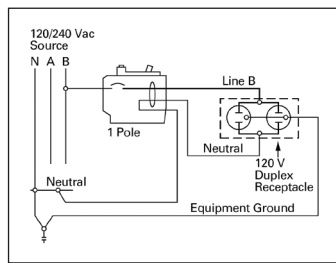 120/240 Vac
Source
N A B
Line B
1 Pole
Neutral
120 V
Duplex
Receptacle
Neutral
Equipment Ground